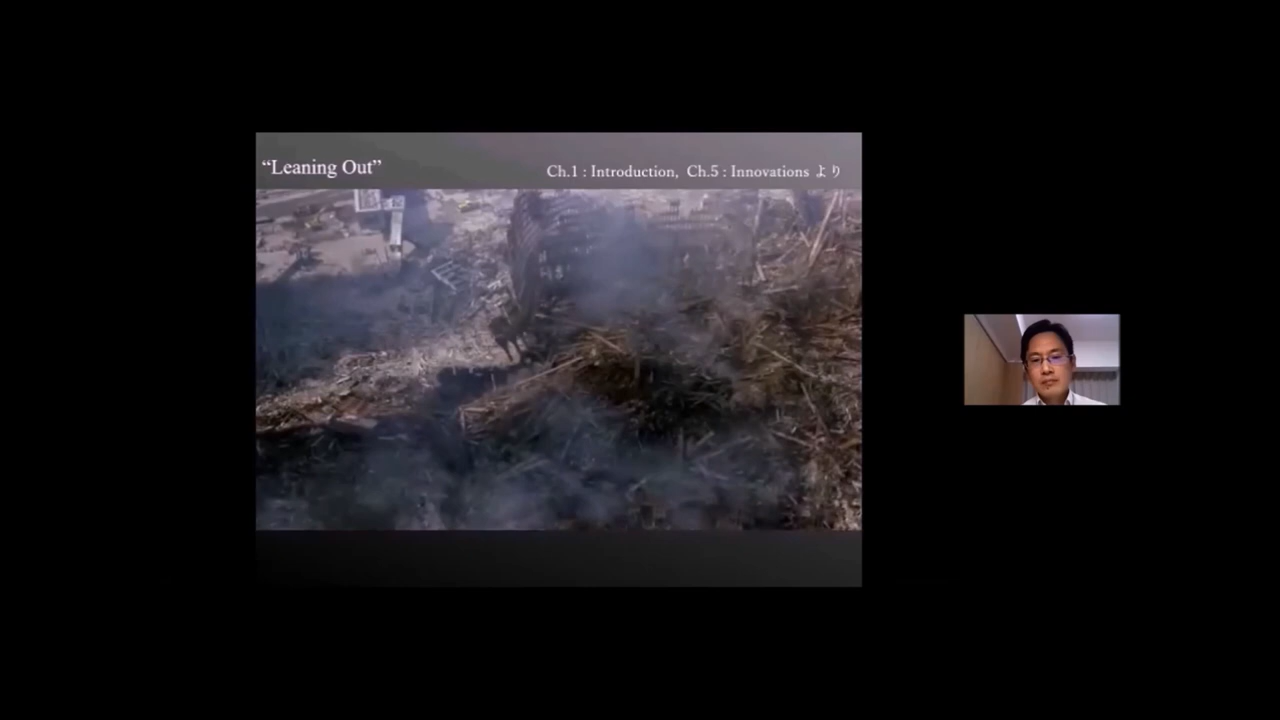 “Leaning Out”
Ch.1 : Introduction, Ch.5 : Innovations より